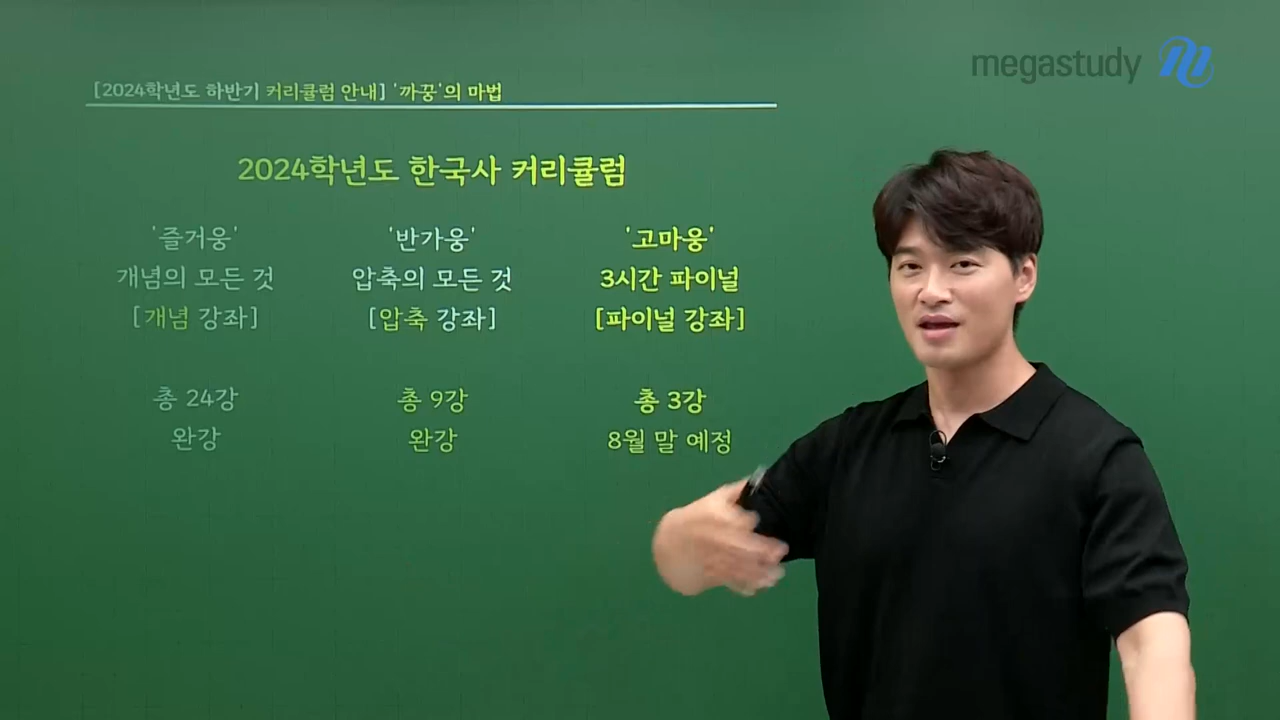 megastudy
[2024학년도 하반기 커리큘럼 안내] '까꿍'의 마법
2024학년도 한국사 커리큘럼
'즐거웅' '반가웅' '고마웅'
개념의 모든 것 압축의 모든 것 3시간 파이널
[개념 강좌] [압축 강좌] [파이널 강좌]
총 24강 총 9강 총 3강
완강 완강 8월 말 예정